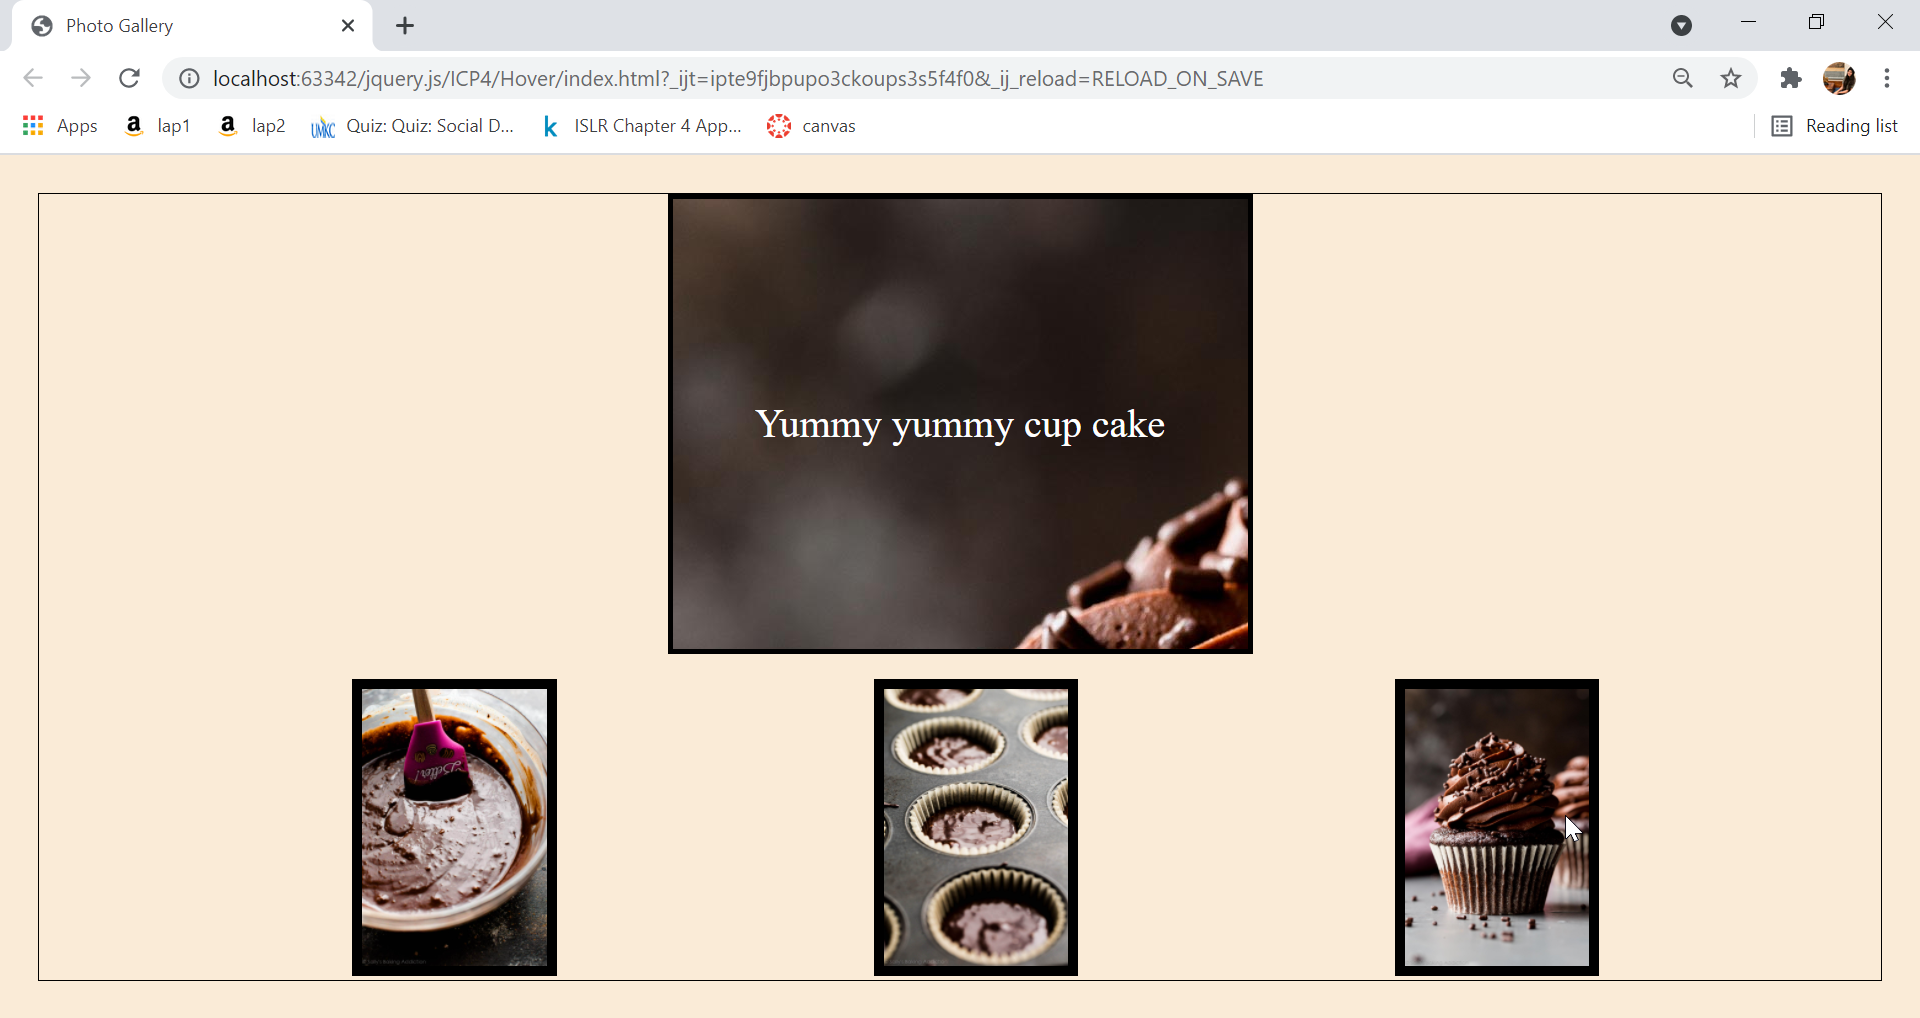 Photo Gallery
localhost:63342/jquery.js/ICP4/Hover/index.html?_ijt=ipte9fjbpupo3ckoups3s5f4f0&_ij_reload=RELOAD_ON_SAVE
Apps a lap1 a lap2 UMKC Quiz: Quiz: Social D... k ISLR Chapter 4 App... canvas Reading list
Yummy yummy cup cake